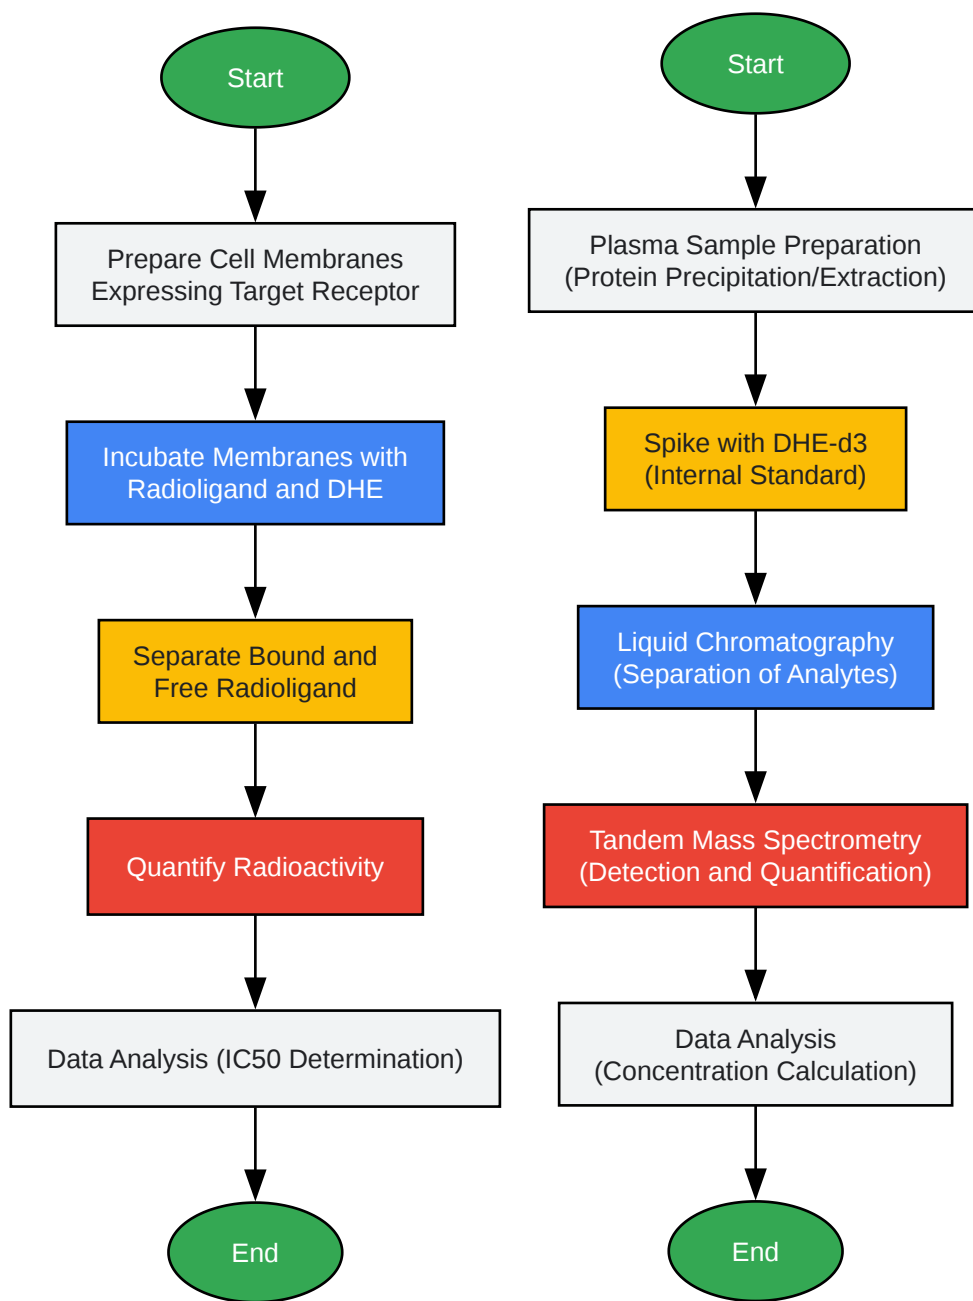 Start
Prepare Cell Membranes
Expressing Target Receptor
Incubate Membranes with
Radioligand and DHE
Separate Bound and
Free Radioligand
Quantify Radioactivity
Data Analysis (IC50 Determination)
End
Start
Plasma Sample Preparation
(Protein Precipitation/Extraction)
Spike with DHE-d3
(Internal Standard)
Liquid Chromatography
(Separation of Analytes)
Tandem Mass Spectrometry
(Detection and Quantification)
Data Analysis
(Concentration Calculation)
End